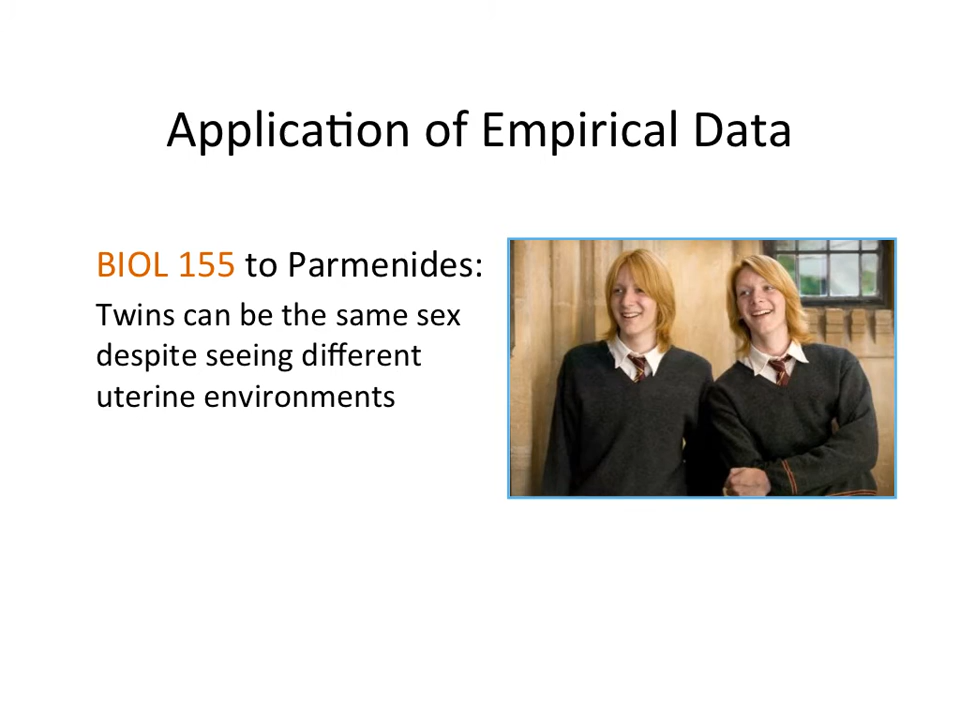 Application of Empirical Data
BIOL 155 to Parmenides:
Twins can be the same sex
despite seeing different
uterine environments